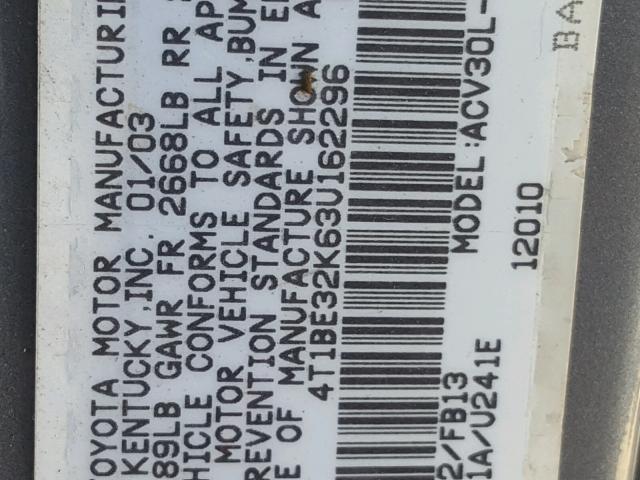 TOYOTA MOTOR MANUFACTURIN
KENTUCKY,INC. 01/03
89LB GAWR FR 2668LB RR
HICLE CONFORMS TO ALL AP
MOTOR VEHICLE SAFETY,BUM
REVENTION STANDARDS IN E
E OF MANUFACTURE SHOWN A
4T1BE32K63U162296
2/FB13 MODEL:ACV30L-
1A/U241E 12010
BA